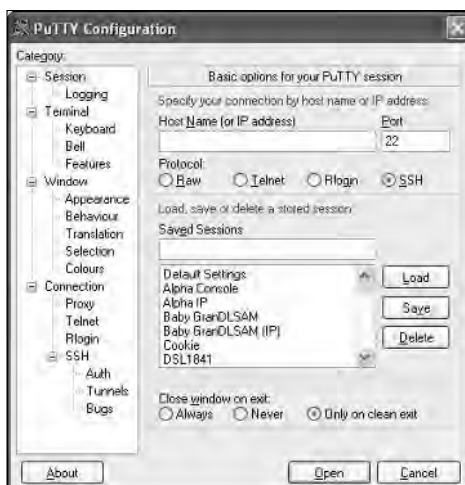 PuTTY Configuration
Category:
Session
Logging
Terminal
Keyboard
Bell
Features
Window
Appearance
Behaviour
Translation
Selection
Colours
Connection
Proxy
Telnet
Rlogin
SSH
Auth
Tunnels
Bugs
Basic options for your PuTTY session
Specify your connection by host name or IP address
Host Name (or IP address) Port
22
Protocol:
Raw Telnet Rlogin SSH
Load, save or delete a stored session
Saved Sessions
Default Settings
Alpha Console
Alpha IP
Baby GranDLSAM
Baby GranDLSAM (IP)
Cookie
DSL1841
Load
Save
Delete
Close window on exit:
Always Never Only on clean exit
About Open Cancel